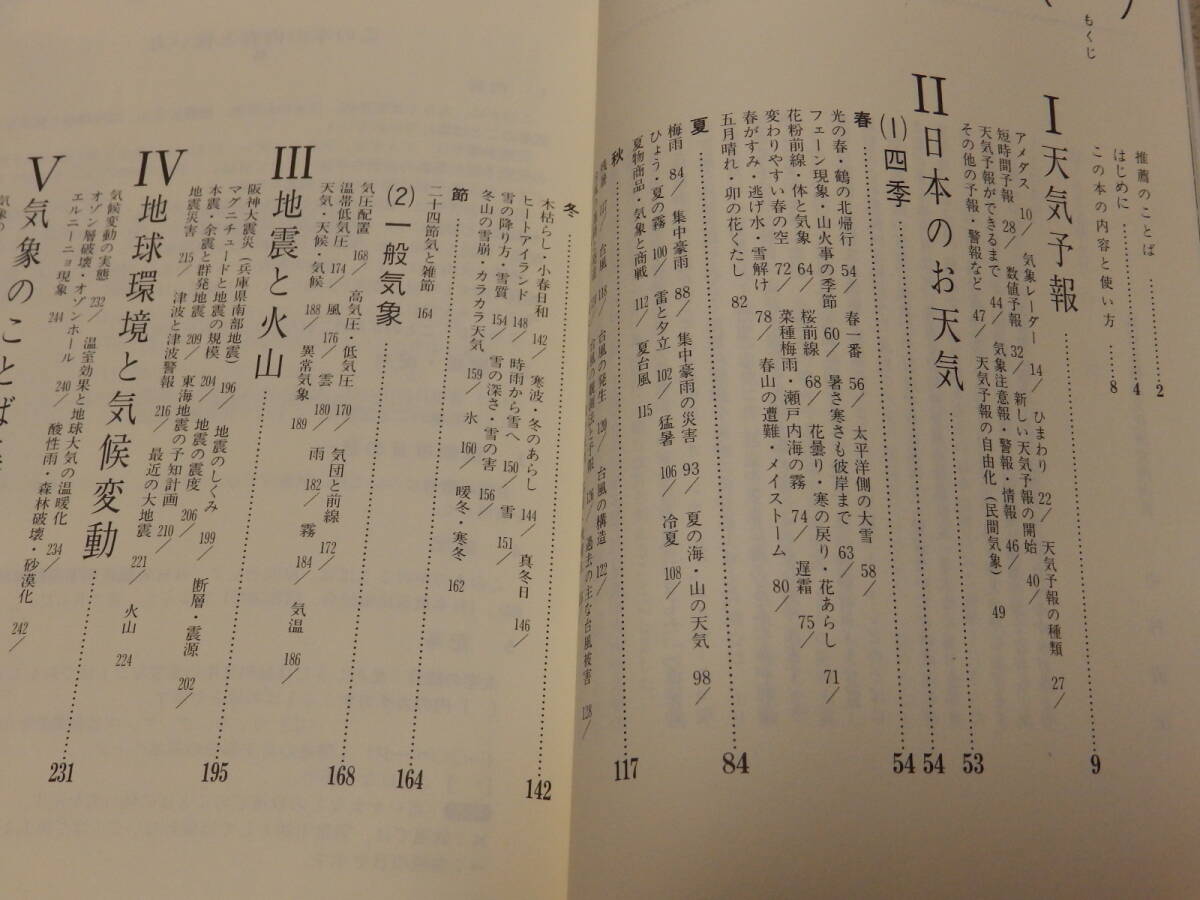 もくじ
推薦のことば 2
はじめに 4
この本の内容と使い方 8
I 天気予報 9
アメダス 10/ 気象レーダー 14/ ひまわり 22/ 天気予報の種類 27/
短時間予報 28/ 数値予報 32/ 新しい天気予報の開始 40/
天気予報ができるまで 44/ 気象注意報・警報・情報 46/
その他の予報・警報など 47/ 天気予報の自由化(民間気象) 49
53
II 日本のお天気 54
(1) 四季 54
春
光の春・鶴の北帰行 54/ 春一番 56/ 太平洋側の大雪 58/
フェーン現象・山火事の季節 60/ 暑さ寒さも彼岸まで 63/
花粉前線・体と気象 64/ 桜前線 68/ 花曇り・寒の戻り・花あらし 71/
変わりやすい春の空 72/ 菜種梅雨・瀬戸内海の霧 74/ 遅霜 75/
春がすみ・逃げ水・雪解け 78/ 春山の遭難・メイストーム 80/
五月晴れ・卯の花くたし 82
夏 84
梅雨 84/ 集中豪雨 88/ 集中豪雨の災害 93/ 夏の海・山の天気 98/
ひょう・夏の霧 100/ 雷と夕立 102/ 猛暑 106/ 冷夏 108/
夏物商品・気象と商戦 112/ 夏台風 115
秋 117
117/ 台風 118/ 台風の発生 120/ 台風の構造 122/
過去の主な台風被害 128/
冬 142
木枯らし・小春日和 142/ 寒波・冬のあらし 144/ 真冬日 146/
ヒートアイランド 148/ 時雨から雪へ 150/ 雪 151/
雪の降り方・雪質 154/ 雪の深さ・雪の害 156/
冬山の雪崩・カラカラ天気 159/ 氷 160/ 暖冬・寒冬 162
節 164
二十四節気と雑節 164
(2) 一般気象 168
気圧配置 168/ 高気圧・低気圧 170/ 気団と前線 172/
温帯低気圧 174/ 風 176/ 雲 180/ 雨 182/ 霧 184/ 気温 186/
天気・天候・気候 188/ 異常気象 189
III 地震と火山 195
阪神大震災(兵庫県南部地震) 196/ 地震のしくみ 199/ 断層・震源 202/
マグニチュードと地震の規模 204/ 地震の震度 206/
本震・余震と群発地震 209/ 東海地震の予知計画 210/
地震災害 215/ 津波と津波警報 216/ 最近の大地震 221/ 火山 224
IV 地球環境と気候変動 231
気候変動の実態 232/ 温室効果と地球大気の温暖化 234/
オゾン層破壊・オゾンホール 240/ 酸性雨・森林破壊・砂漠化 242/
エルニーニョ現象 244
V 気象のことば
気象の